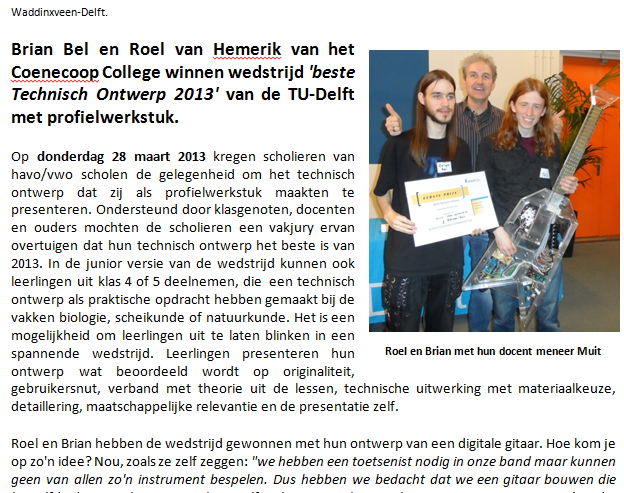 Waddinxveen-Delft.
Brian Bel en Roel van Hemerik van het
Coenecoop College winnen wedstrijd 'beste
Technisch Ontwerp 2013' van de TU-Delft
met profielwerkstuk.
Op donderdag 28 maart 2013 kregen scholieren van
havo/vwo scholen de gelegenheid om het technisch
ontwerp dat zij als profielwerkstuk maakten te
presenteren. Ondersteund door klasgenoten, docenten
en ouders mochten de scholieren een vakjury ervan
overtuigen dat hun technisch ontwerp het beste is van
2013. In de junior versie van de wedstrijd kunnen ook
leerlingen uit klas 4 of 5 deelnemen, die een technisch
ontwerp als praktische opdracht hebben gemaakt bij de
vakken biologie, scheikunde of natuurkunde. Het is een
mogelijkheid om leerlingen uit te laten blinken in een
spannende wedstrijd. Leerlingen presenteren hun
ontwerp wat beoordeeld wordt op originaliteit,
gebruikersnut, verband met theorie uit de lessen, technische uitwerking met materiaalkeuze,
detaillering, maatschappelijke relevantie en de presentatie zelf.
EERSTE PRIJS
Roel en Brian met hun docent meneer Muit
Roel en Brian hebben de wedstrijd gewonnen met hun ontwerp van een digitale gitaar. Hoe kom je
op zo'n idee? Nou, zoals ze zelf zeggen: "we hebben een toetsenist nodig in onze band maar kunnen
geen van allen zo'n instrument bespelen. Dus hebben we bedacht dat we een gitaar bouwen die